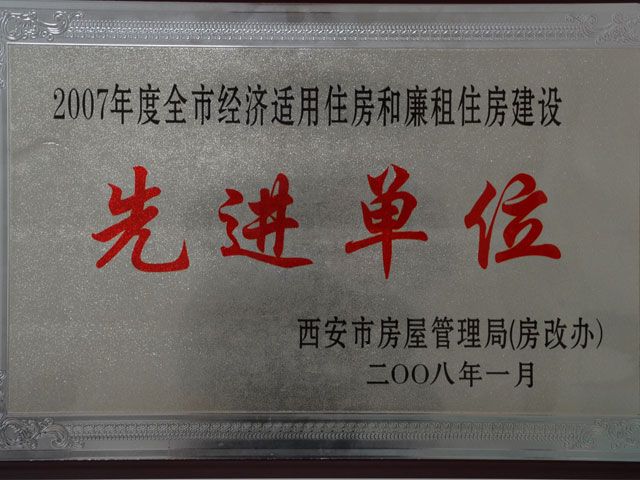 2007年度全市经济适用住房和廉租住房建设
先进单位
西安市房屋管理局(房改办)
二〇〇八年一月